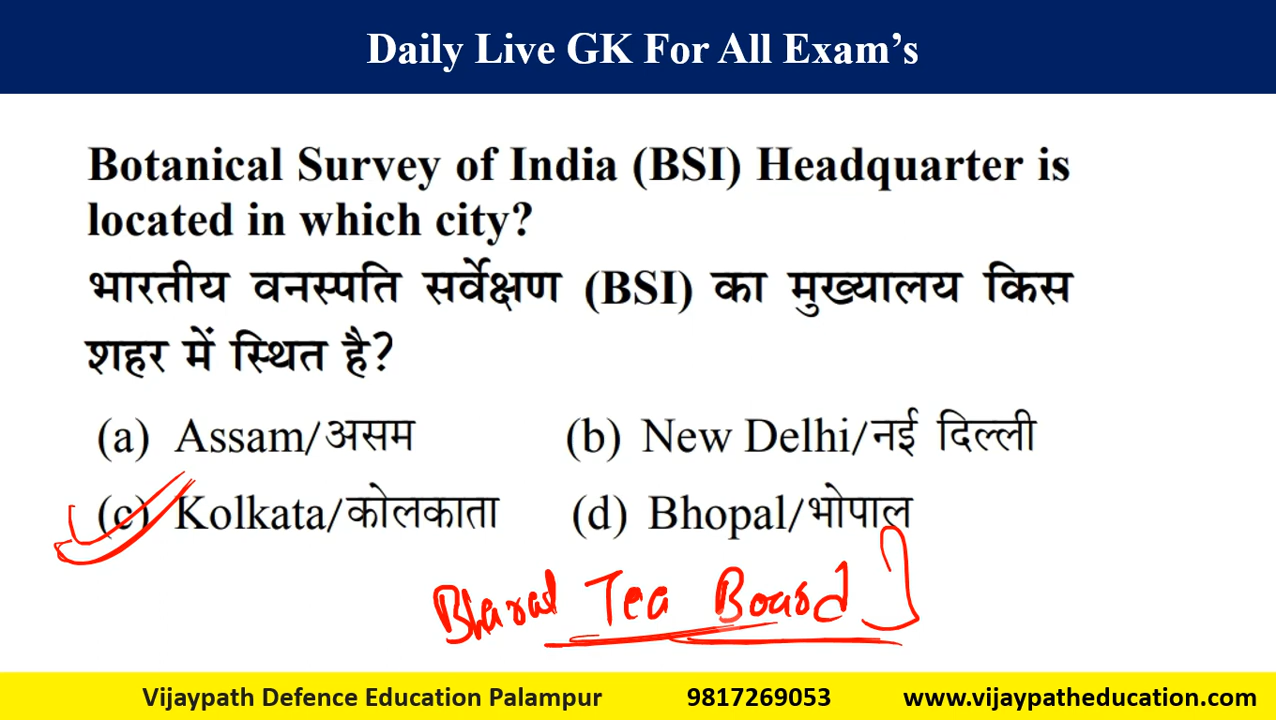 Daily Live GK For All Exam’s
Botanical Survey of India (BSI) Headquarter is
located in which city?
भारतीय वनस्पति सर्वेक्षण (BSI) का मुख्यालय किस
शहर में स्थित है?
(a) Assam/असम (b) New Delhi/नई दिल्ली
(c) Kolkata/कोलकाता (d) Bhopal/भोपाल
Bharat Tea Board
Vijaypath Defence Education Palampur 9817269053 www.vijaypatheducation.com